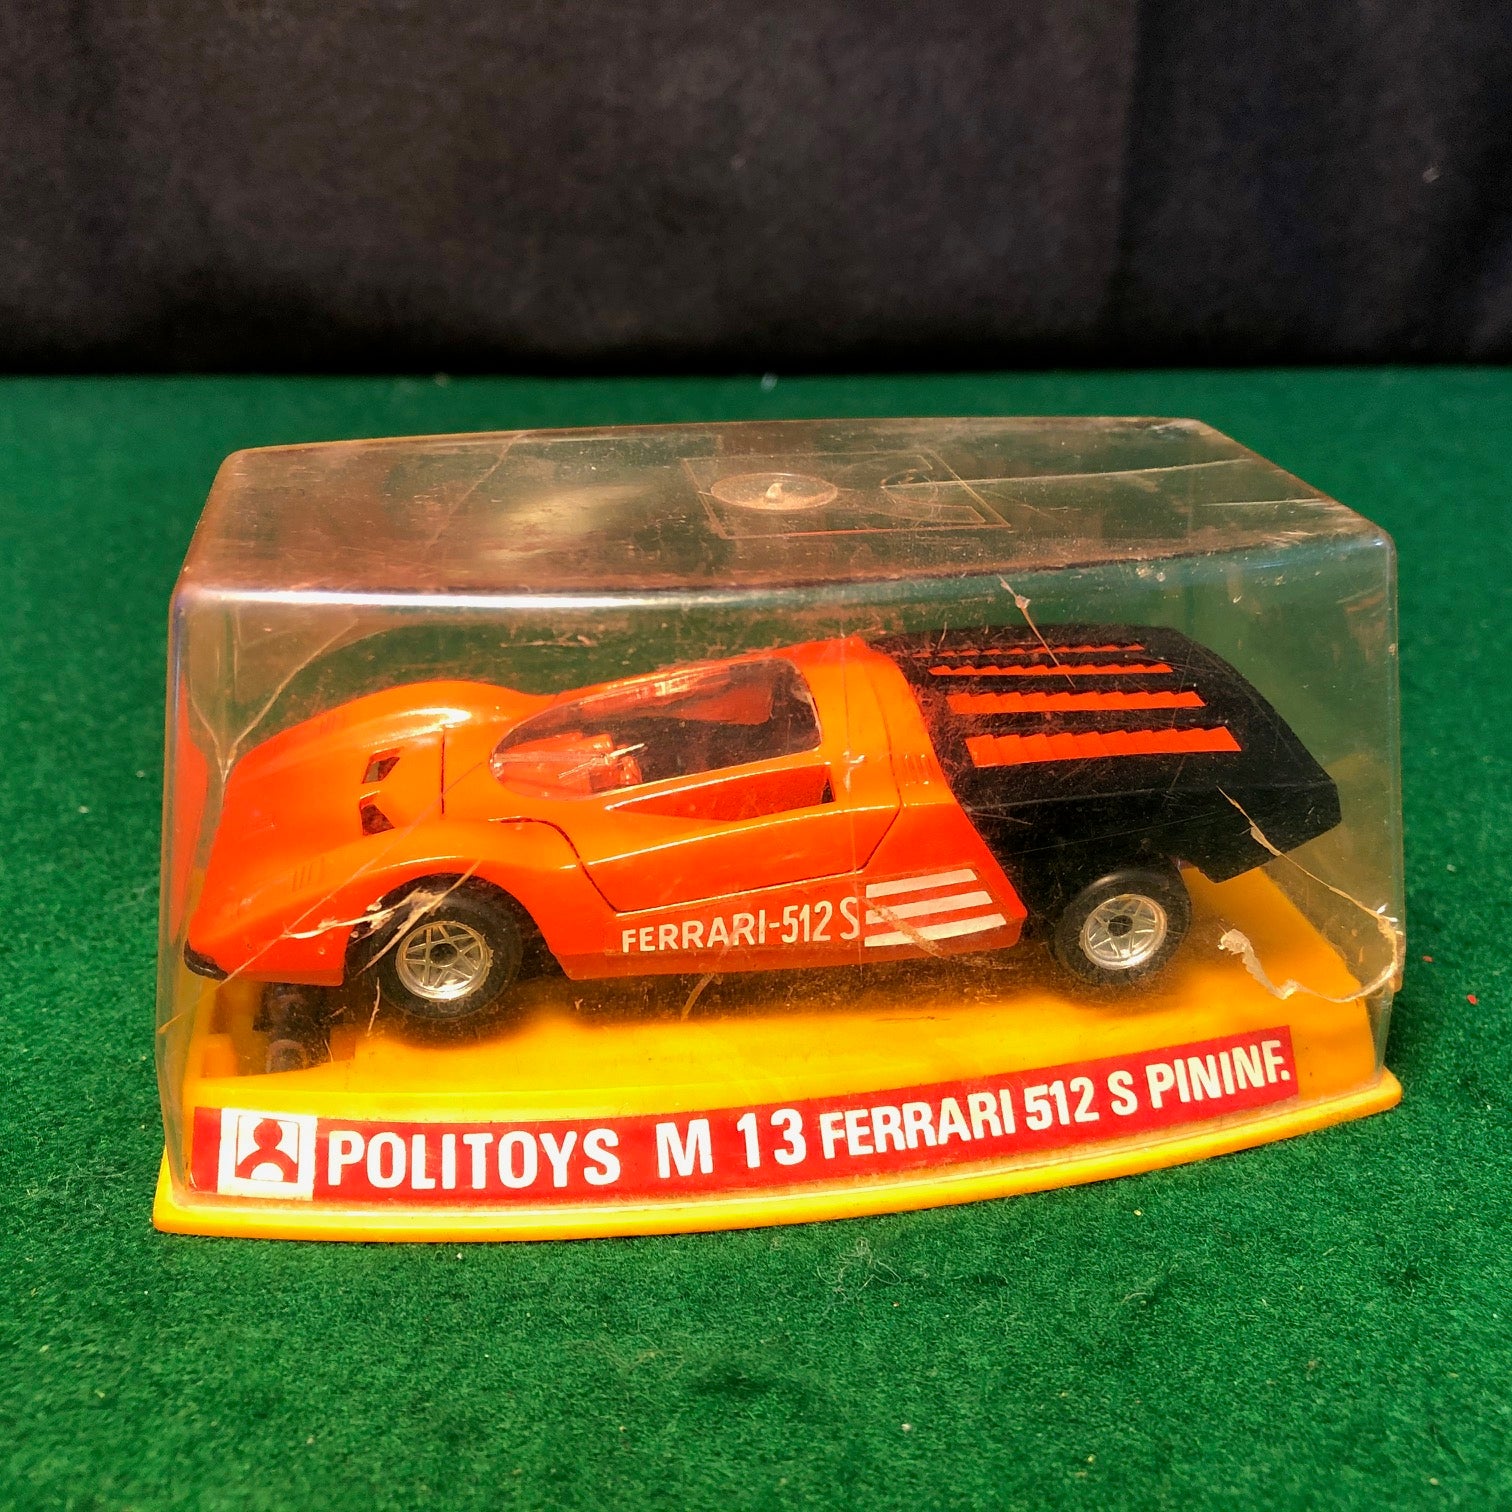 FERRARI-512 S
POLITOYS M 13 FERRARI 512 S PININF.